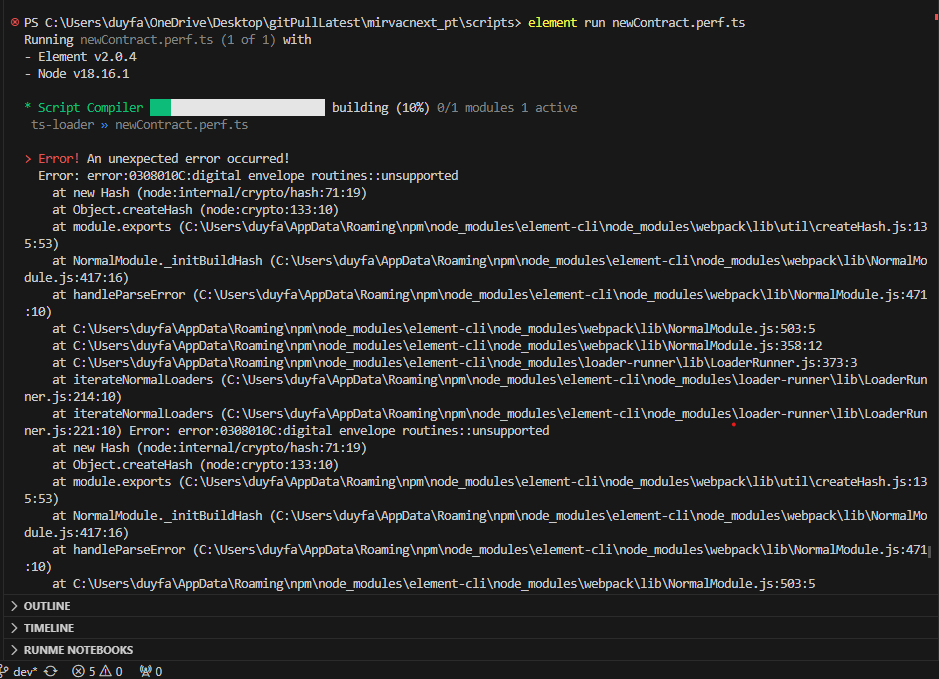 PS C:\Users\duyfa\OneDrive\Desktop\gitPullLatest\mirvacnext_pt\scripts> element run newContract.perf.ts
Running newContract.perf.ts (1 of 1) with
- Element v2.0.4
- Node v18.16.1
* Script Compiler building (10%) 0/1 modules 1 active
ts-loader » newContract.perf.ts
> Error! An unexpected error occurred!
Error: error:0308010C:digital envelope routines::unsupported
at new Hash (node:internal/crypto/hash:71:19)
at Object.createHash (node:crypto:133:10)
at module.exports (C:\Users\duyfa\AppData\Roaming\npm\node_modules\element-cli\node_modules\webpack\lib\util\createHash.js:13
5:53)
at NormalModule._initBuildHash (C:\Users\duyfa\AppData\Roaming\npm\node_modules\element-cli\node_modules\webpack\lib\NormalMo
dule.js:417:16)
at handleParseError (C:\Users\duyfa\AppData\Roaming\npm\node_modules\element-cli\node_modules\webpack\lib\NormalModule.js:471
:10)
at C:\Users\duyfa\AppData\Roaming\npm\node_modules\element-cli\node_modules\webpack\lib\NormalModule.js:503:5
at C:\Users\duyfa\AppData\Roaming\npm\node_modules\element-cli\node_modules\webpack\lib\NormalModule.js:358:12
at C:\Users\duyfa\AppData\Roaming\npm\node_modules\element-cli\node_modules\loader-runner\lib\LoaderRunner.js:373:3
at iterateNormalLoaders (C:\Users\duyfa\AppData\Roaming\npm\node_modules\element-cli\node_modules\loader-runner\lib\LoaderRun
ner.js:214:10)
at iterateNormalLoaders (C:\Users\duyfa\AppData\Roaming\npm\node_modules\element-cli\node_modules\loader-runner\lib\LoaderRun
ner.js:221:10) Error: error:0308010C:digital envelope routines::unsupported
at new Hash (node:internal/crypto/hash:71:19)
at Object.createHash (node:crypto:133:10)
at module.exports (C:\Users\duyfa\AppData\Roaming\npm\node_modules\element-cli\node_modules\webpack\lib\util\createHash.js:13
5:53)
at NormalModule._initBuildHash (C:\Users\duyfa\AppData\Roaming\npm\node_modules\element-cli\node_modules\webpack\lib\NormalMo
dule.js:417:16)
at handleParseError (C:\Users\duyfa\AppData\Roaming\npm\node_modules\element-cli\node_modules\webpack\lib\NormalModule.js:471
:10)
at C:\Users\duyfa\AppData\Roaming\npm\node_modules\element-cli\node_modules\webpack\lib\NormalModule.js:503:5
OUTLINE
TIMELINE
RUNME NOTEBOOKS
dev* 5 0 0